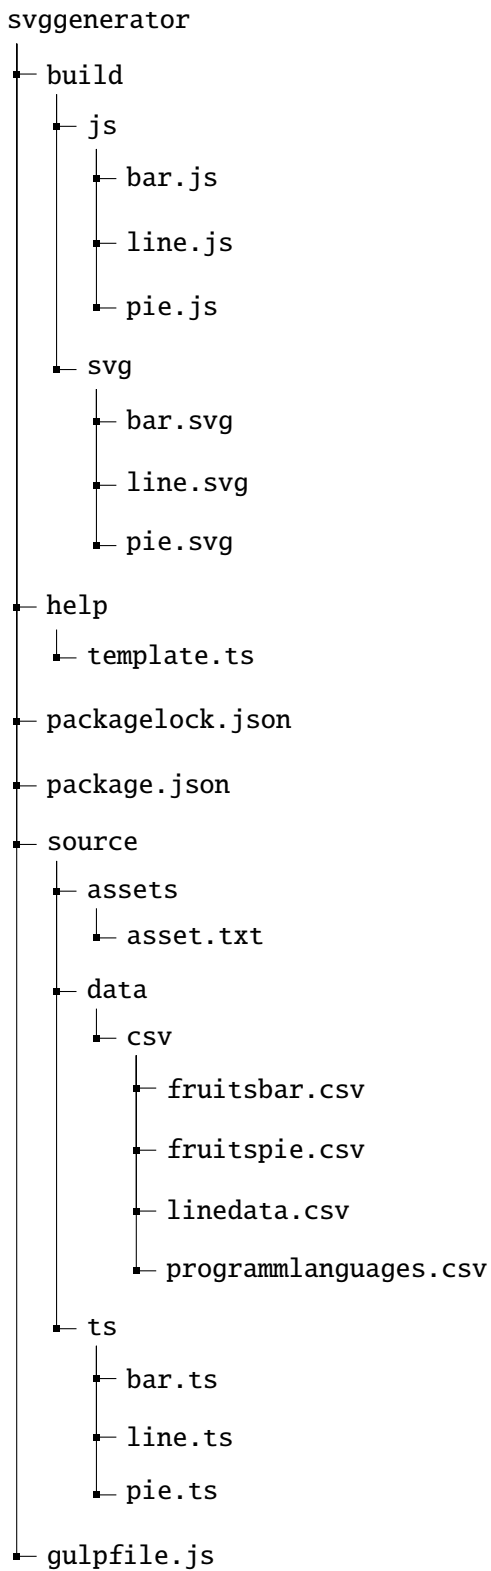 svggenerator
build
js
bar.js
line.js
pie.js
svg
bar.svg
line.svg
pie.svg
help
template.ts
packagelock.json
package.json
source
assets
asset.txt
data
csv
fruitsbar.csv
fruitspie.csv
linedata.csv
programmlanguages.csv
ts
bar.ts
line.ts
pie.ts
gulpfile.js